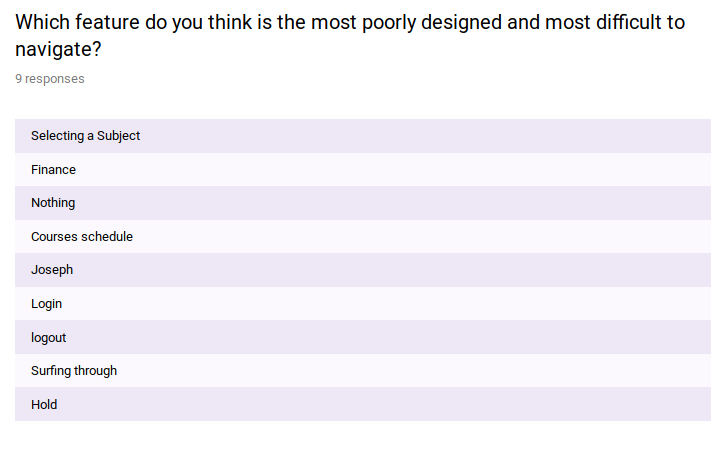 Which feature do you think is the most poorly designed and most difficult to
navigate?
9 responses
Selecting a Subject
Finance
Nothing
Courses schedule
Joseph
Login
logout
Surfing through
Hold